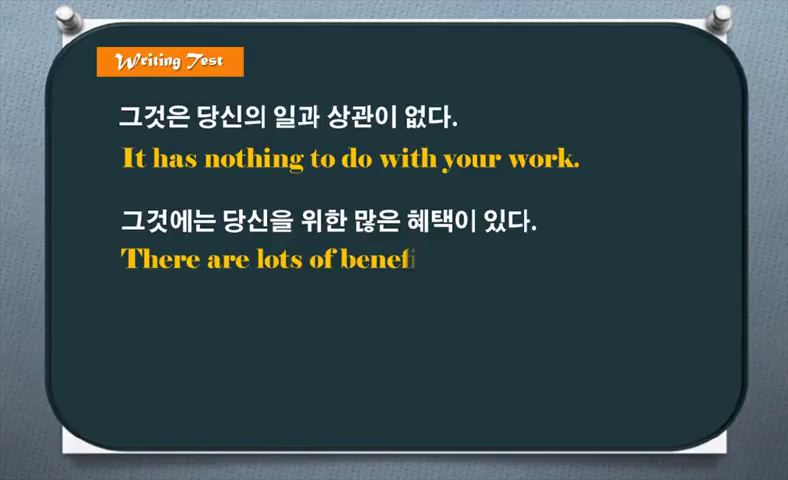 Writing Test
그것은 당신의 일과 상관이 없다.
It has nothing to do with your work.
그것에는 당신을 위한 많은 혜택이 있다.
There are lots of benefi